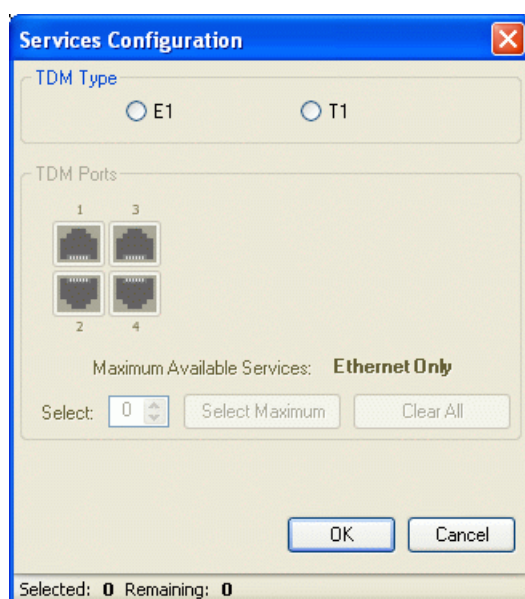 Services Configuration
TDM Type
E1 T1
TDM Ports
1 3
2 4
Maximum Available Services: Ethernet Only
Select: 0 Select Maximum Clear All
OK Cancel
Selected: 0 Remaining: 0